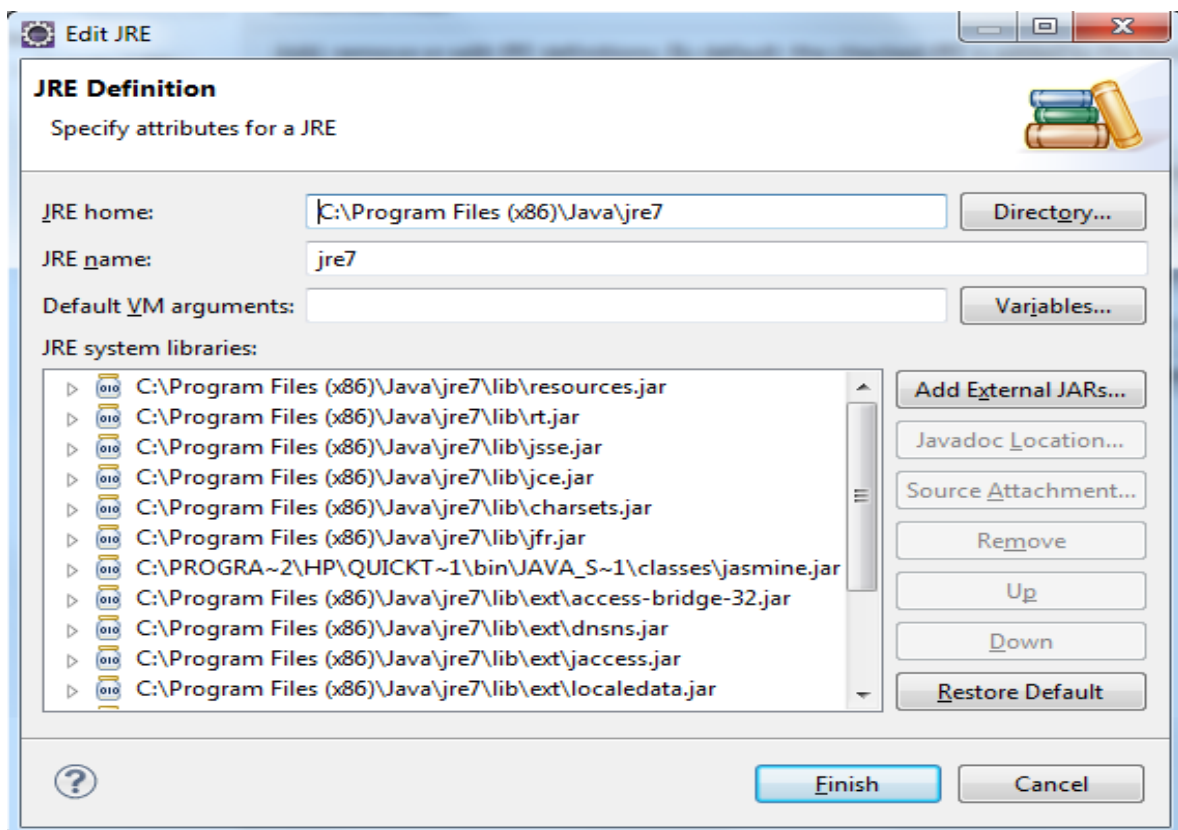 Edit JRE
JRE Definition
Specify attributes for a JRE
JRE home: C:\Program Files (x86)\Java\jre7 Directory...
JRE name: jre7
Default VM arguments: Variables...
JRE system libraries:
C:\Program Files (x86)\Java\jre7\lib\resources.jar
C:\Program Files (x86)\Java\jre7\lib\rt.jar
C:\Program Files (x86)\Java\jre7\lib\jsse.jar
C:\Program Files (x86)\Java\jre7\lib\jce.jar
C:\Program Files (x86)\Java\jre7\lib\charsets.jar
C:\Program Files (x86)\Java\jre7\lib\jfr.jar
C:\PROGRA~2\HP\QUICKT~1\bin\JAVA_S~1\classes\jasmine.jar
C:\Program Files (x86)\Java\jre7\lib\ext\access-bridge-32.jar
C:\Program Files (x86)\Java\jre7\lib\ext\dnsns.jar
C:\Program Files (x86)\Java\jre7\lib\ext\jaccess.jar
C:\Program Files (x86)\Java\jre7\lib\ext\localedata.jar
Add External JARs...
Javadoc Location...
Source Attachment...
Remove
Up
Down
Restore Default
Finish
Cancel